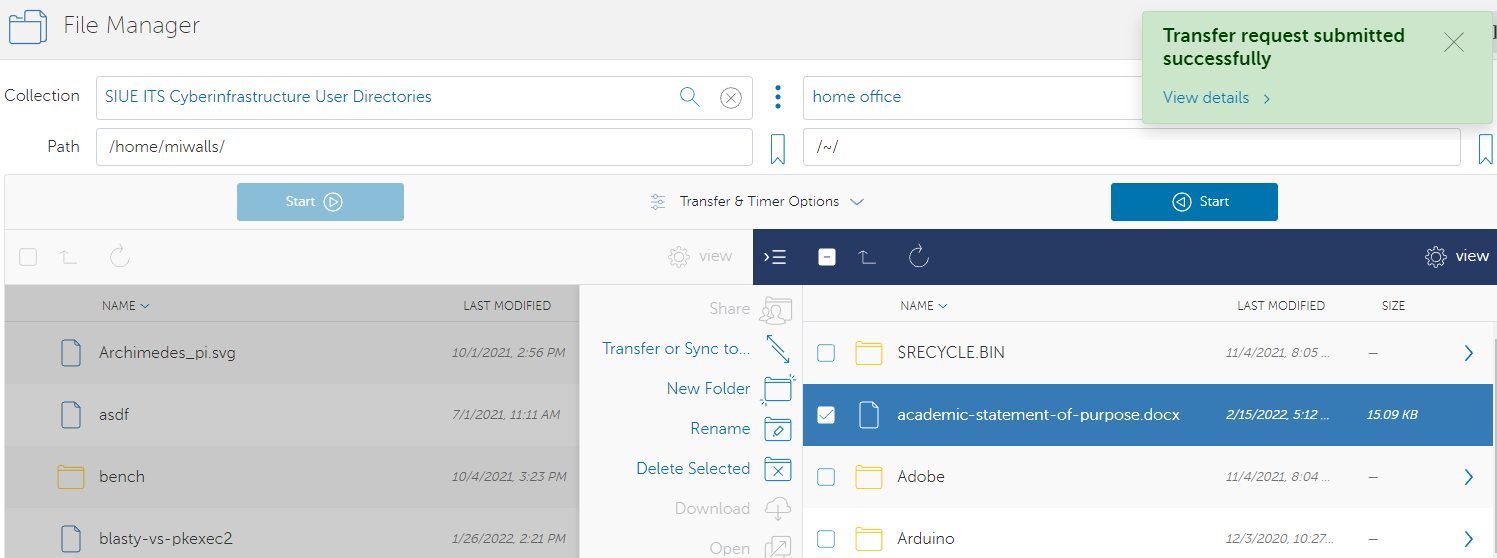 File Manager
Transfer request submitted
successfully
View details
Collection
SIUE ITS Cyberinfrastructure User Directories
home office
Path
/home/miwalls/
/~/
Start
Transfer & Timer Options
Start
view
view
NAME
LAST MODIFIED
Share
NAME
LAST MODIFIED
SIZE
Archimedes_pi.svg
10/1/2021, 2:56 PM
Transfer or Sync to...
$RECYCLE.BIN
11/4/2021, 8:05 ...
—
New Folder
asdf
7/1/2021, 11:11 AM
Rename
academic-statement-of-purpose.docx
2/15/2022, 5:12 ...
15.09 KB
Delete Selected
bench
10/4/2021, 3:23 PM
Adobe
11/4/2021, 8:04 ...
—
Download
blasty-vs-pkexec2
1/26/2022, 2:21 PM
Open
Arduino
12/3/2020, 10:27...
—